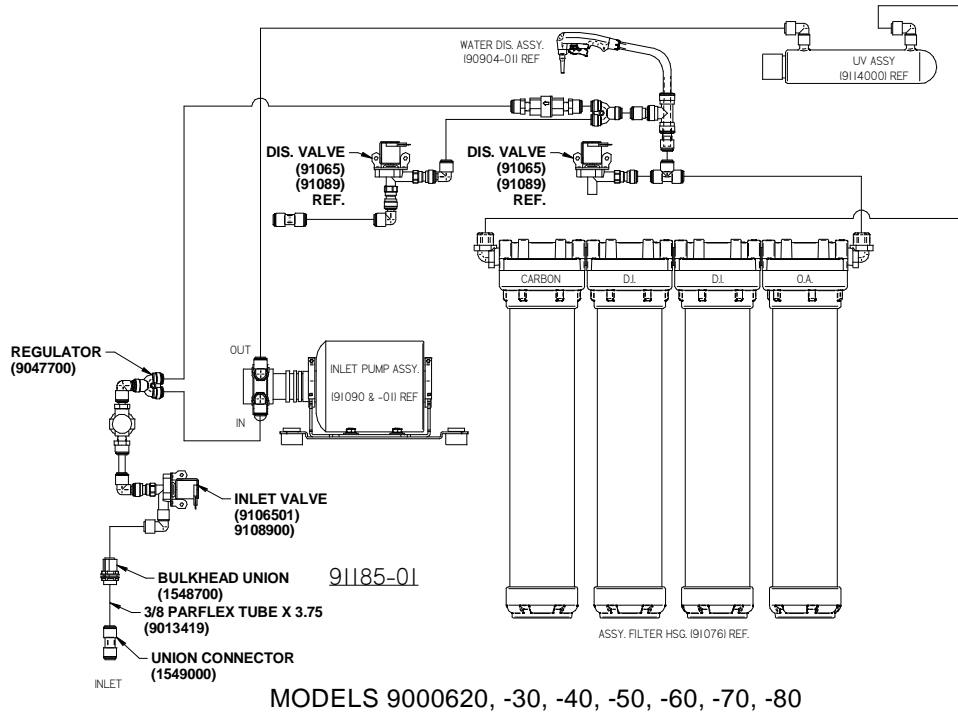 WATER DIS. ASSY.
(90904-01) REF
UV ASSY
(9114000) REF
DIS. VALVE
(91065)
(91089)
REF.
DIS. VALVE
(91065)
(91089)
REF.
CARBON
D.I.
D.I.
O.A.
REGULATOR
(9047700)
OUT
INLET PUMP ASSY.
(91090 & -01) REF
IN
INLET VALVE
(9106501)
9108900)
BULKHEAD UNION
(1548700)
91185-01
3/8 PARFLEX TUBE X 3.75
(9013419)
ASSY. FILTER HSG. (91076) REF.
UNION CONNECTOR
(1549000)
INLET
MODELS 9000620, -30, -40, -50, -60, -70, -80